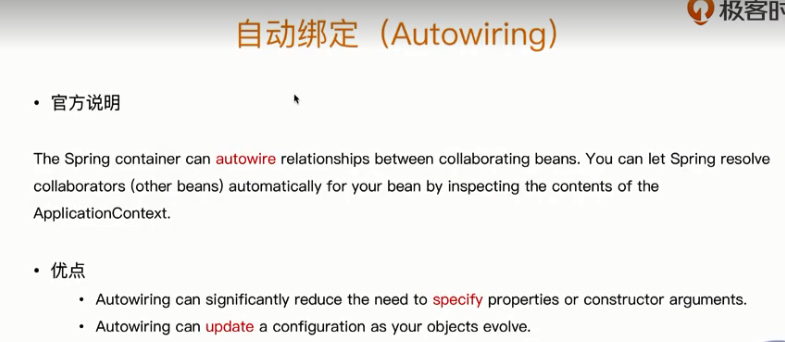 极客时
自动绑定（Autowiring）
• 官方说明
The Spring container can autowire relationships between collaborating beans. You can let Spring resolve
collaborators (other beans) automatically for your bean by inspecting the contents of the
ApplicationContext.
• 优点
• Autowiring can significantly reduce the need to specify properties or constructor arguments.
• Autowiring can update a configuration as your objects evolve.